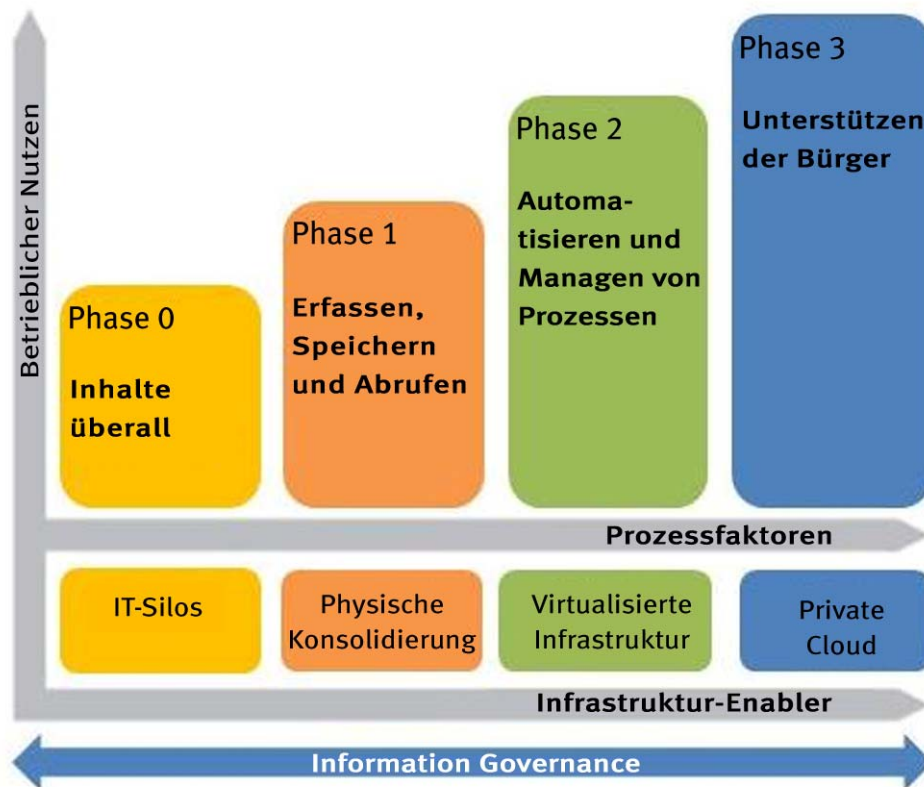 Betrieblicher Nutzen
Phase 0
Inhalte
überall
Phase 1
Erfassen,
Speichern
und Abrufen
Phase 2
Automa-
tisieren und
Managen von
Prozessen
Phase 3
Unterstützen
der Bürger
Prozessfaktoren
IT-Silos
Physische
Konsolidierung
Virtualisierte
Infrastruktur
Private
Cloud
Infrastruktur-Enabler
Information Governance